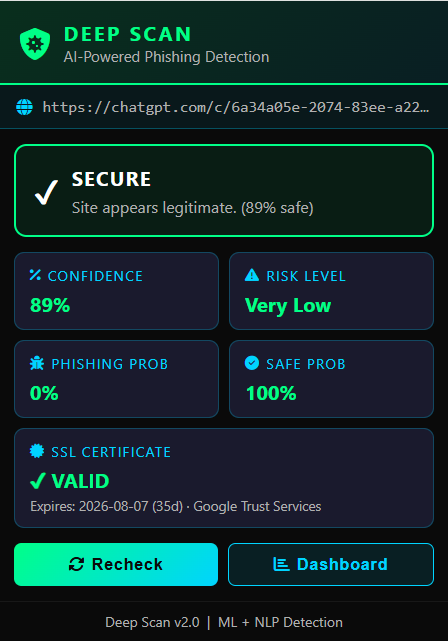 DEEP SCAN
AI-Powered Phishing Detection
https://chatgpt.com/c/6a34a05e-2074-83ee-a22…
SECURE
Site appears legitimate. (89% safe)
CONFIDENCE
89%
RISK LEVEL
Very Low
PHISHING PROB
0%
SAFE PROB
100%
SSL CERTIFICATE
✓ VALID
Expires: 2026-08-07 (35d) · Google Trust Services
Recheck
Dashboard
Deep Scan v2.0 | ML + NLP Detection